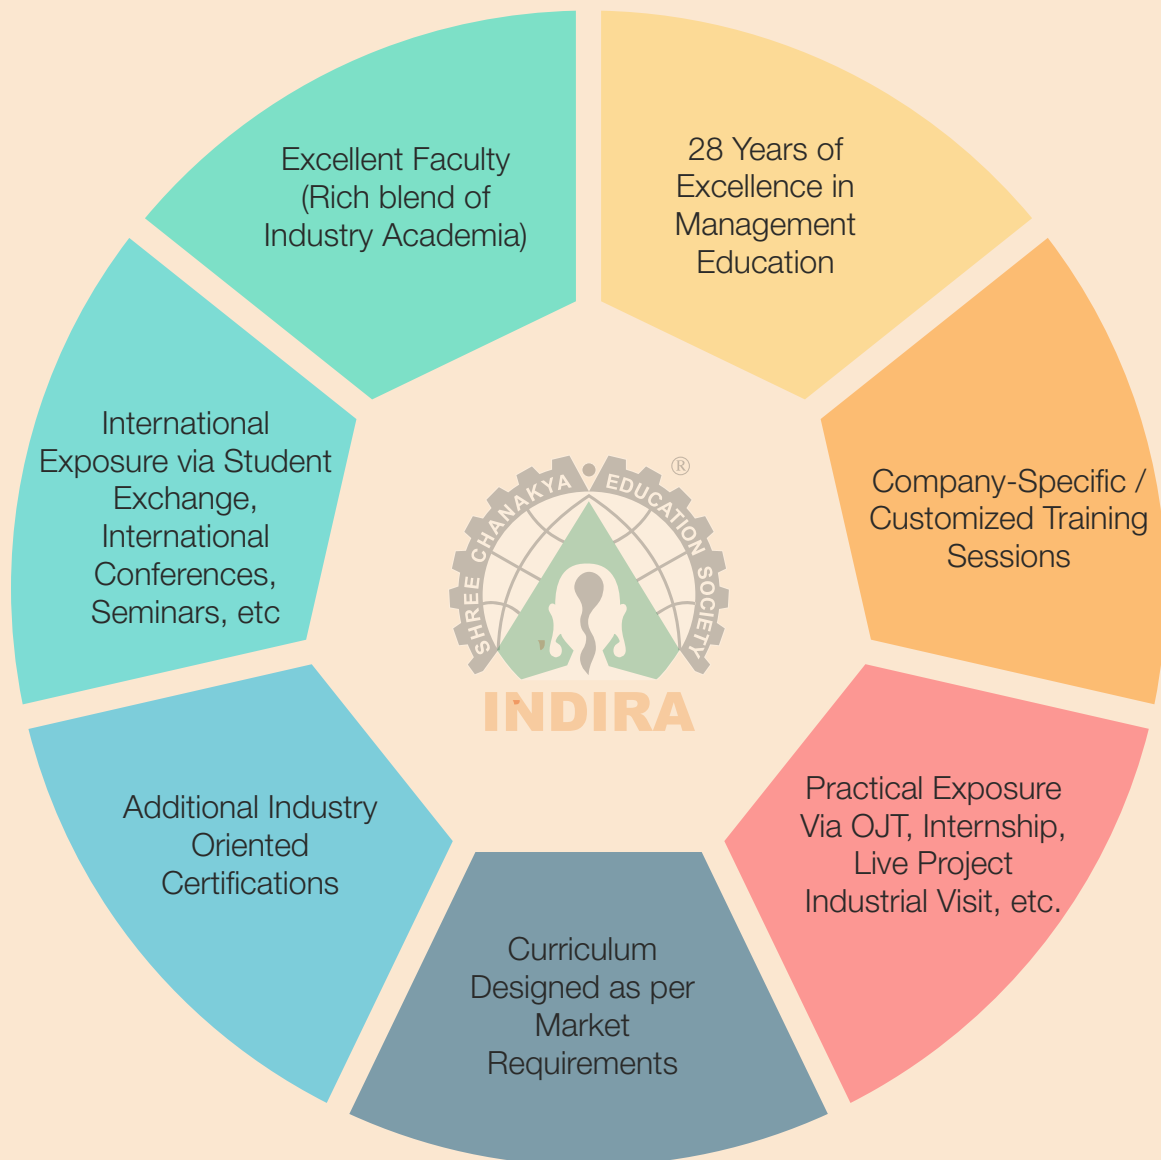 28 Years of
Excellence in
Management
Education
Company-Specific /
Customized Training
Sessions
Practical Exposure
Via OJT, Internship,
Live Project
Industrial Visit, etc.
Curriculum
Designed as per
Market
Requirements
Additional Industry
Oriented
Certifications
International
Exposure via Student
Exchange,
International
Conferences,
Seminars, etc
Excellent Faculty
(Rich blend of
Industry Academia)
SHREE CHANAKYA EDUCATION SOCIETY
®
INDIRA